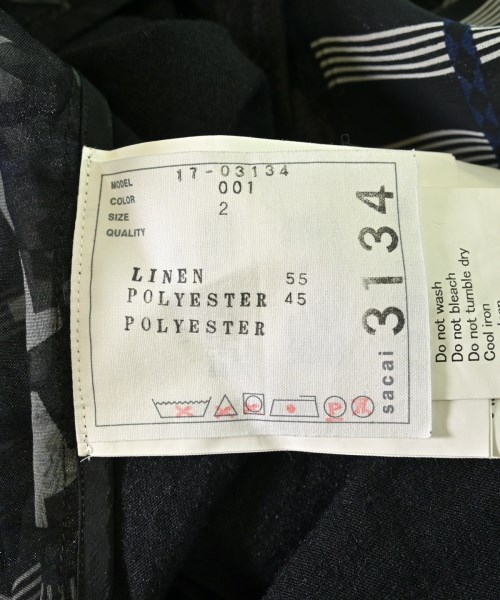 MODEL 17-03134
COLOR 001
SIZE 2
QUALITY
LINEN 55
POLYESTER 45
POLYESTER
P
A
sacai 3134
Do not wash
Do not bleach
Do not tumble dry
Cool iron